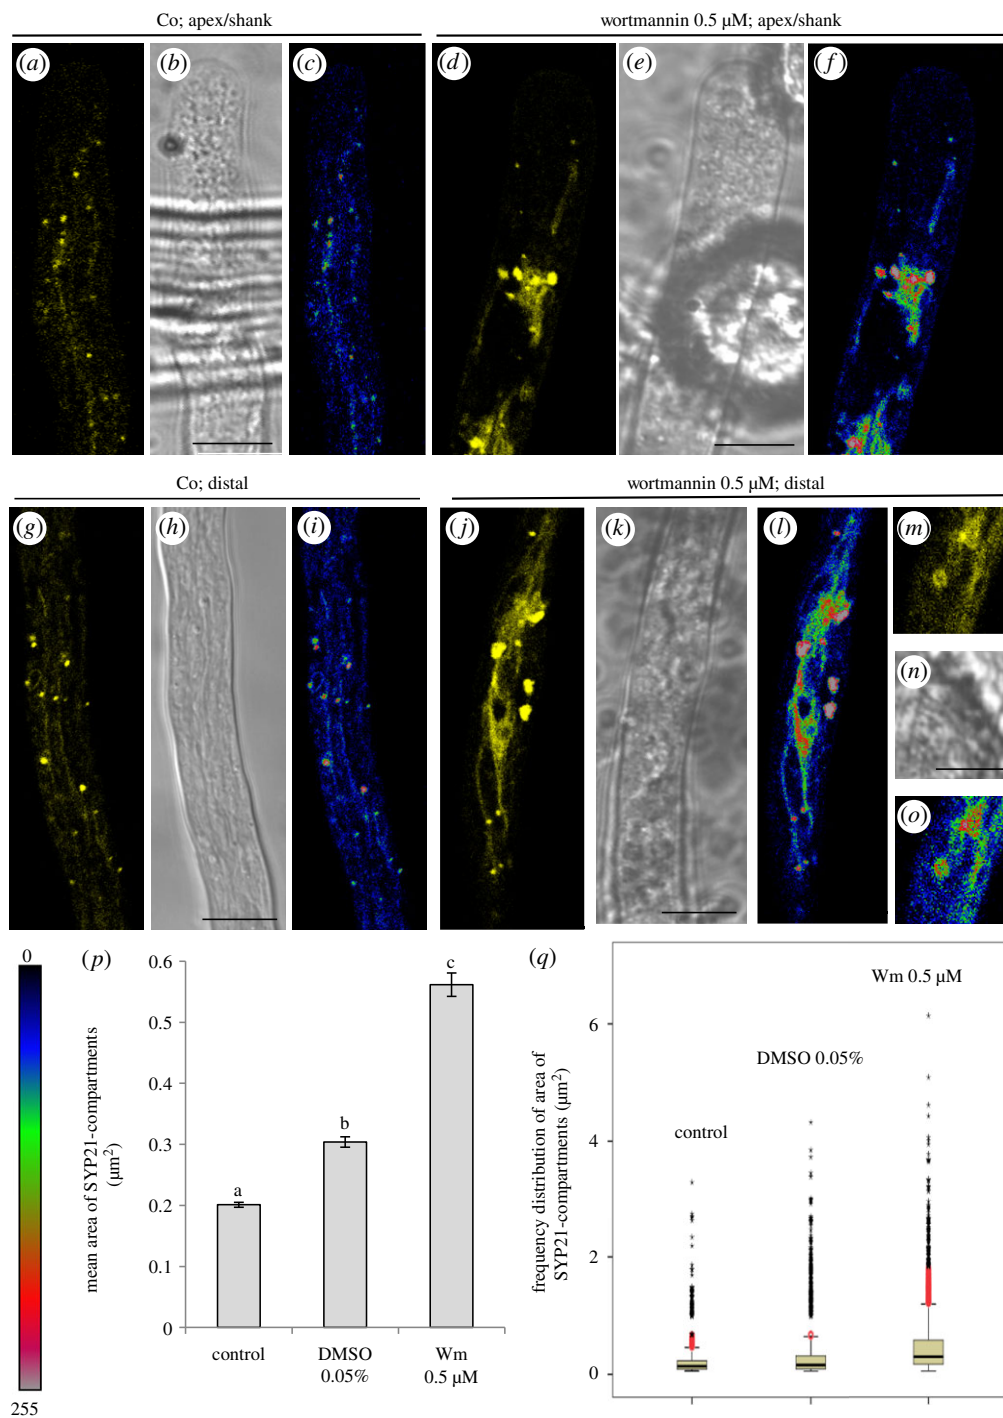 Co; apex/shank
wortmannin 0.5 µM; apex/shank
(a)
(b)
(c)
(d)
(e)
(f)
Co; distal
wortmannin 0.5 µM; distal
(g)
(h)
(i)
(j)
(k)
(l)
(m)
(n)
(o)
0
255
(p)
mean area of SYP21-compartments
(µm²)
0.6
0.5
0.4
0.3
0.2
0.1
0
a
b
c
control
DMSO
0.05%
Wm
0.5 µM
(q)
frequency distribution of area of
SYP21-compartments (µm²)
6
4
2
0
control
DMSO 0.05%
Wm 0.5 µM